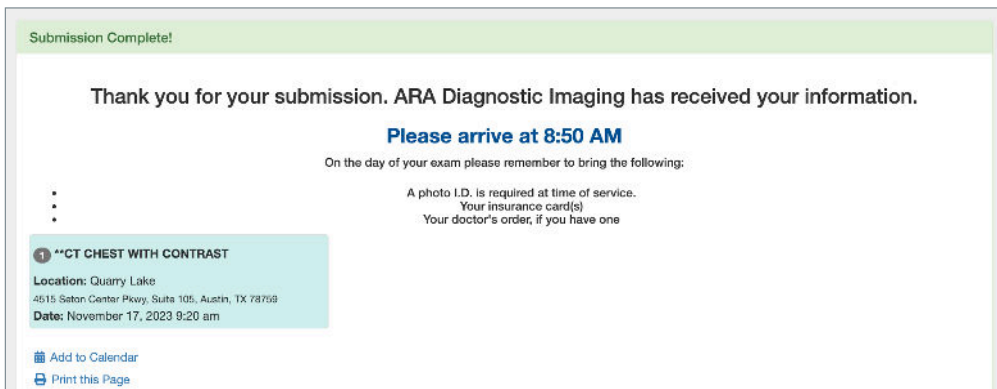 Submission Complete!
Thank you for your submission. ARA Diagnostic Imaging has received your information.
Please arrive at 8:50 AM
On the day of your exam please remember to bring the following:
A photo I.D. is required at time of service.
Your insurance card(s)
Your doctor's order, if you have one
1 **CT CHEST WITH CONTRAST
Location: Quarry Lake
4515 Seton Center Pkwy, Suite 105, Austin, TX 78759
Date: November 17, 2023 9:20 am
Add to Calendar
Print this Page